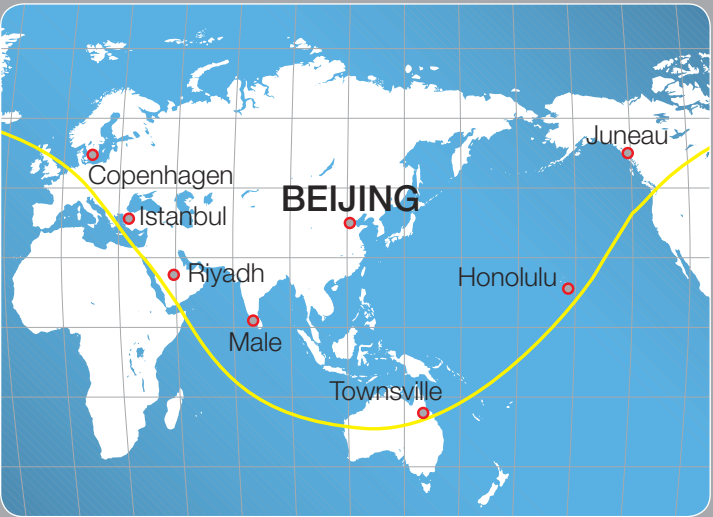 Juneau
Copenhagen
BEIJING
Istanbul
Riyadh
Honolulu
Male
Townsville